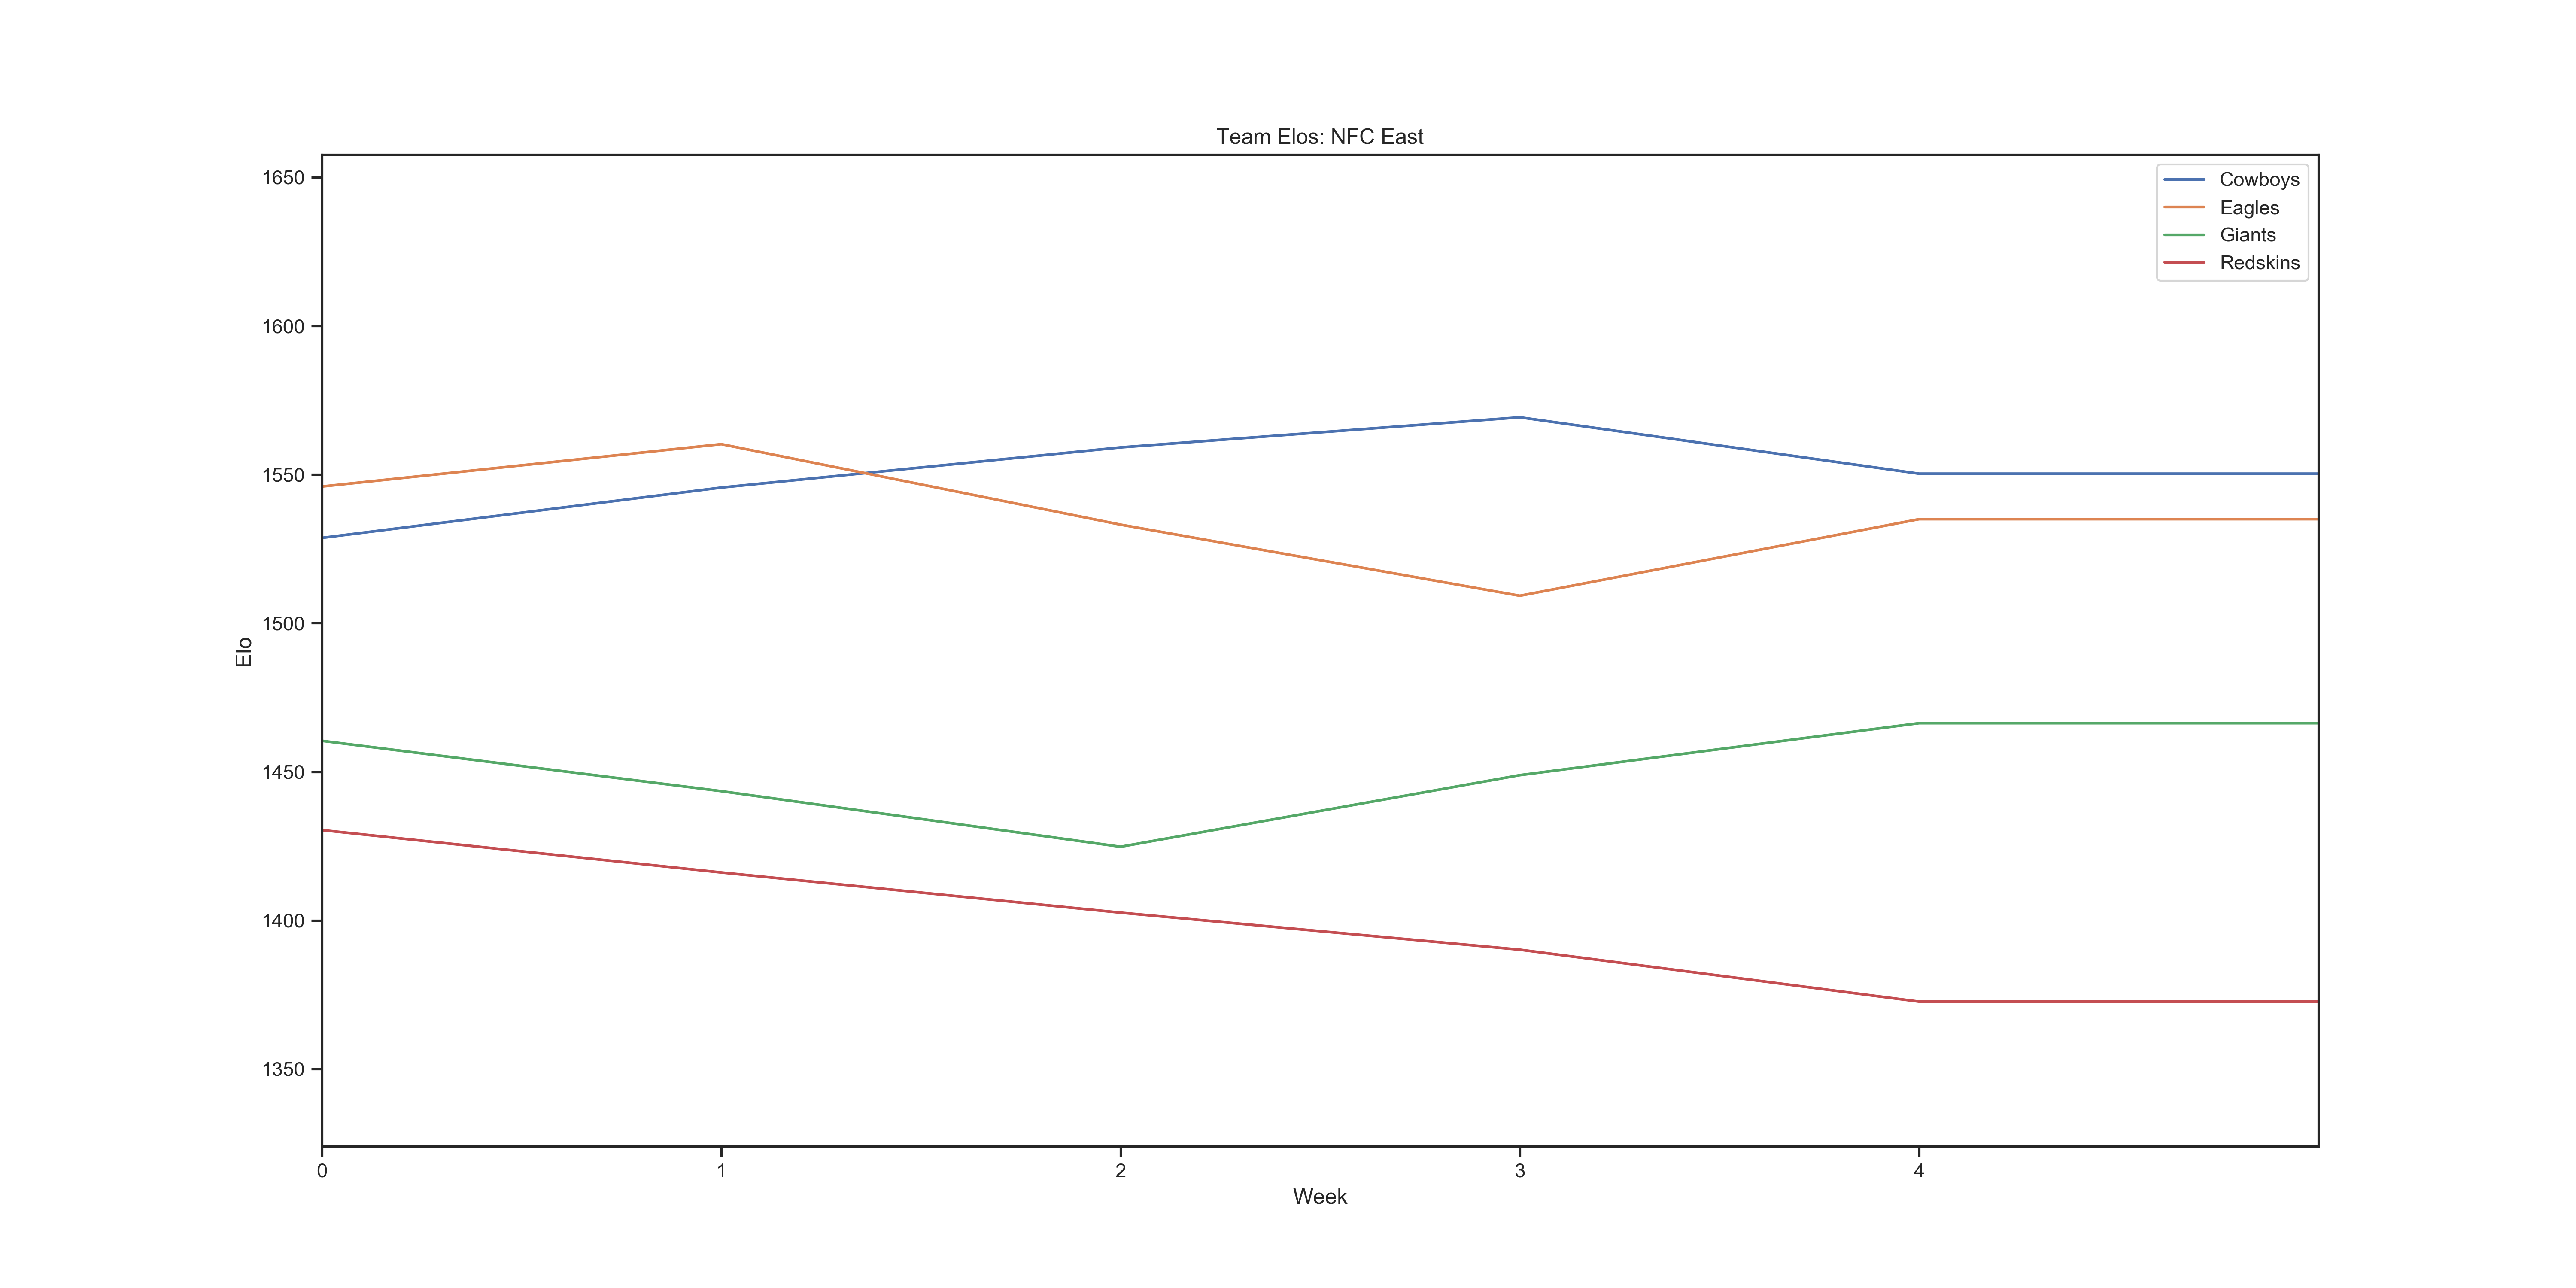 Team Elos: NFC East
1650
1600
1550
1500
1450
1400
1350
Elo
0 1 2 3 4
Week
Cowboys
Eagles
Giants
Redskins